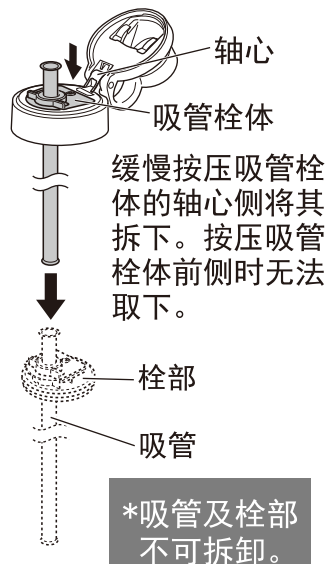 轴心
吸管栓体
缓慢按压吸管栓
体的轴心侧将其
拆下。按压吸管
栓体前侧时无法
取下。
栓部
吸管
*吸管及栓部
不可拆卸。